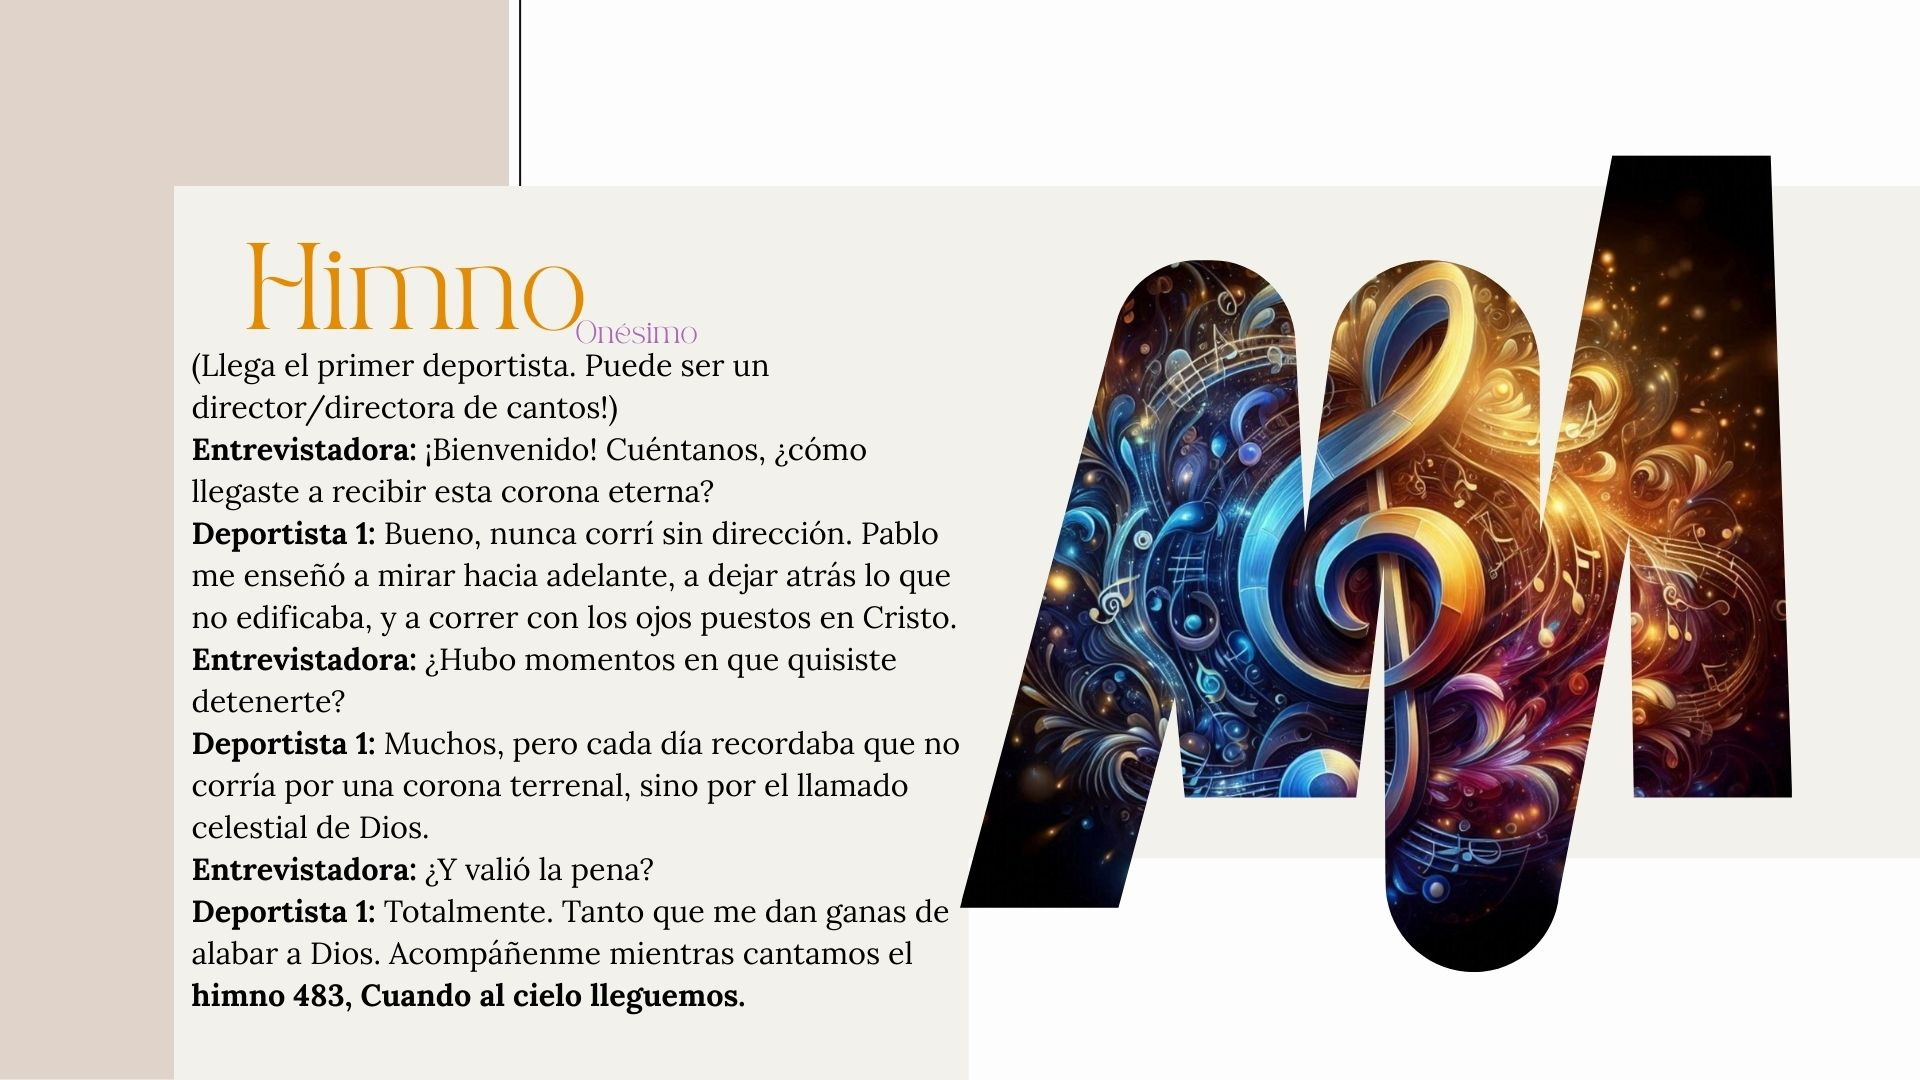 Himno
Onésimo
(Llega el primer deportista. Puede ser un
director/directora de cantos!)
Entrevistadora: ¡Bienvenido! Cuéntanos, ¿cómo
llegaste a recibir esta corona eterna?
Deportista 1: Bueno, nunca corrí sin dirección. Pablo
me enseñó a mirar hacia adelante, a dejar atrás lo que
no edificaba, y a correr con los ojos puestos en Cristo.
Entrevistadora: ¿Hubo momentos en que quisiste
detenerte?
Deportista 1: Muchos, pero cada día recordaba que no
corría por una corona terrenal, sino por el llamado
celestial de Dios.
Entrevistadora: ¿Y valió la pena?
Deportista 1: Totalmente. Tanto que me dan ganas de
alabar a Dios. Acompáñenme mientras cantamos el
himno 483, Cuando al cielo lleguemos.